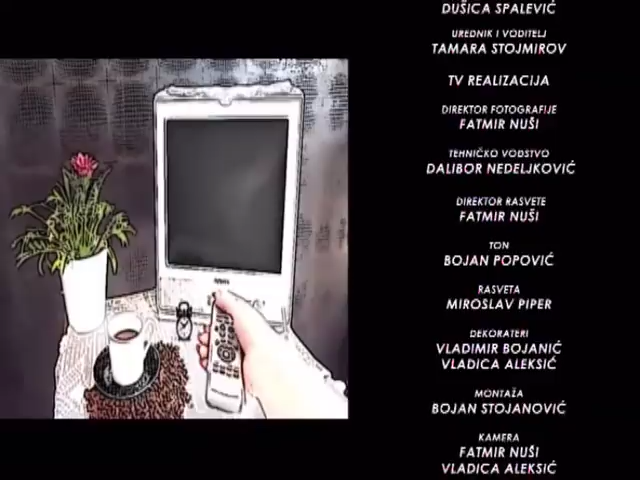 DUŠICA SPALEVIĆ
UREDNIK I VODITELJ
TAMARA STOJMIROV
TV REALIZACIJA
DIREKTOR FOTOGRAFIJE
FATMIR NUŠI
TEHNIČKO VOĐSTVO
DALIBOR NEDELJKOVIĆ
DIREKTOR RASVETE
FATMIR NUŠI
TON
BOJAN POPOVIĆ
RASVETA
MIROSLAV PIPER
DEKORATERI
VLADIMIR BOJANIĆ
VLADICA ALEKSIĆ
MONTAŽA
BOJAN STOJANOVIĆ
KAMERA
FATMIR NUŠI
VLADICA ALEKSIĆ